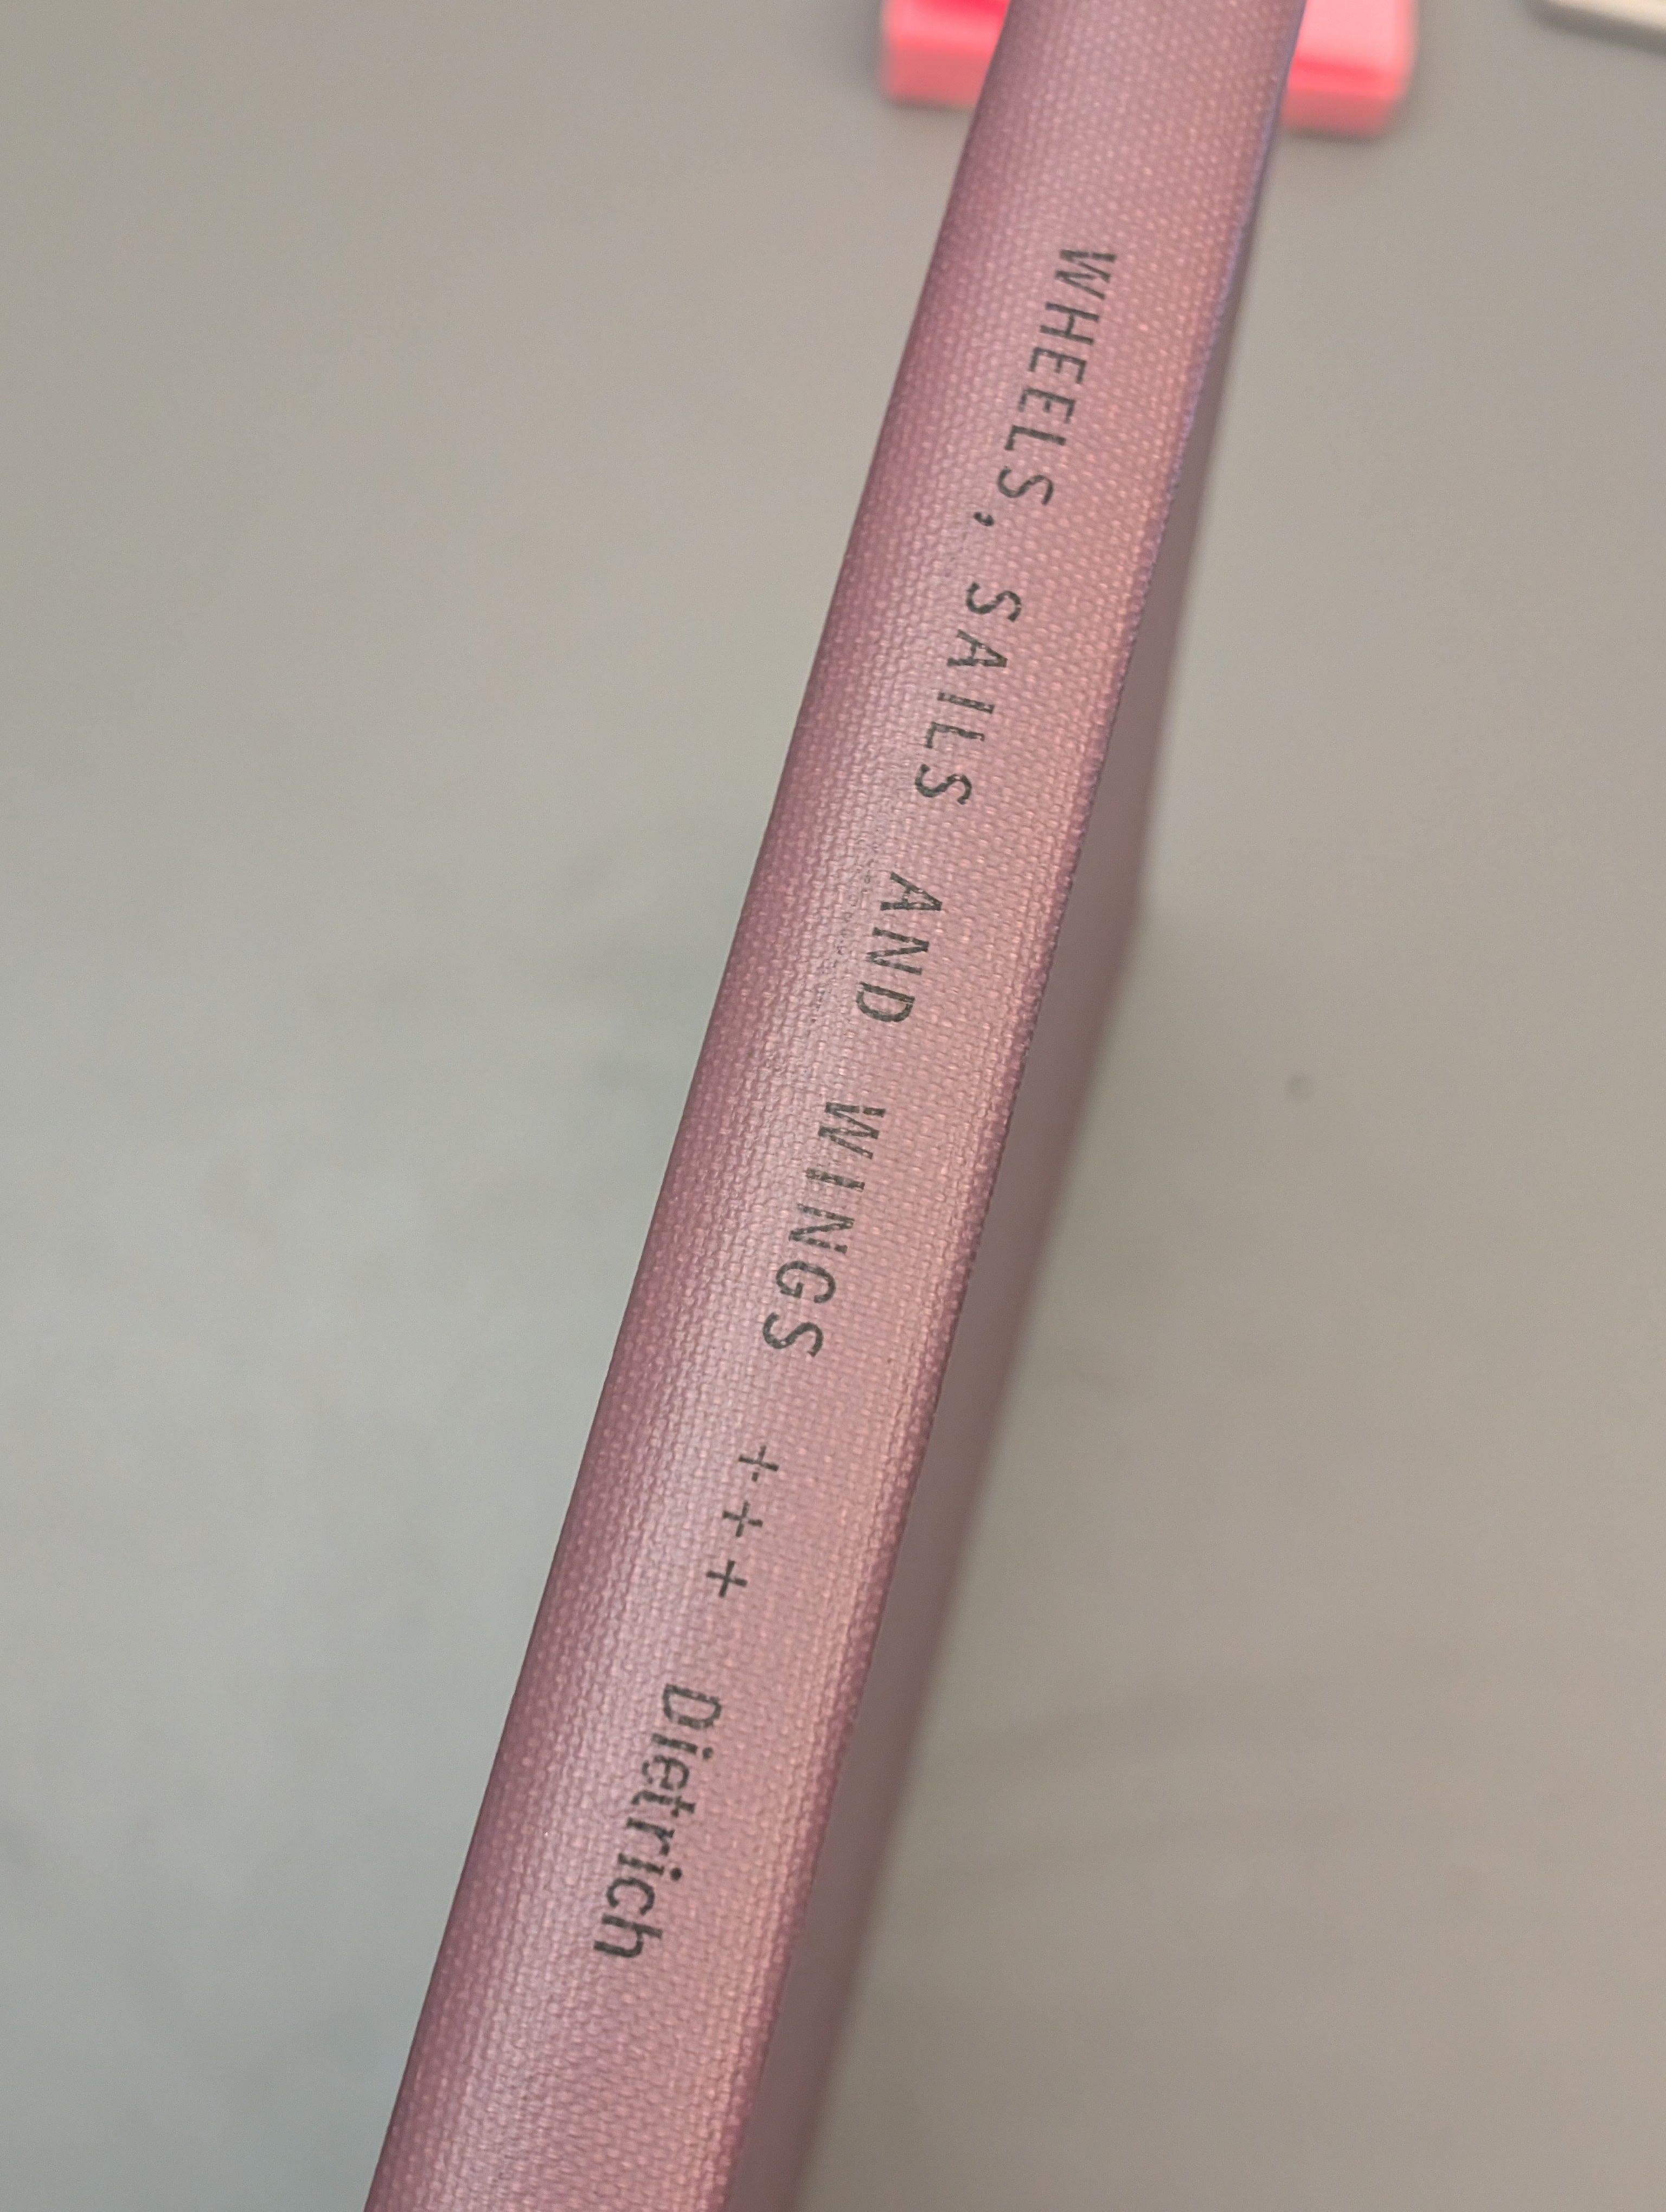 WHEELS, SAILS AND WINGS +++ Dietrich